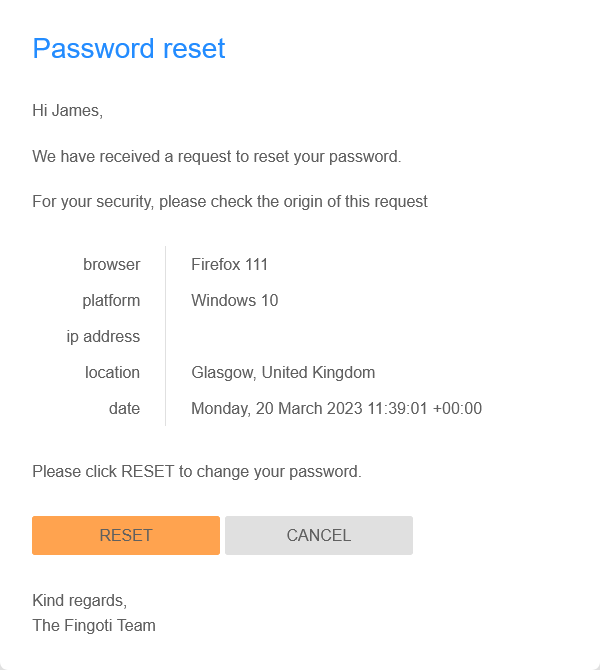 Password reset
Hi James,
We have received a request to reset your password.
For your security, please check the origin of this request
browser Firefox 111
platform Windows 10
ip address
location Glasgow, United Kingdom
date Monday, 20 March 2023 11:39:01 +00:00
Please click RESET to change your password.
RESET CANCEL
Kind regards,
The Fingoti Team